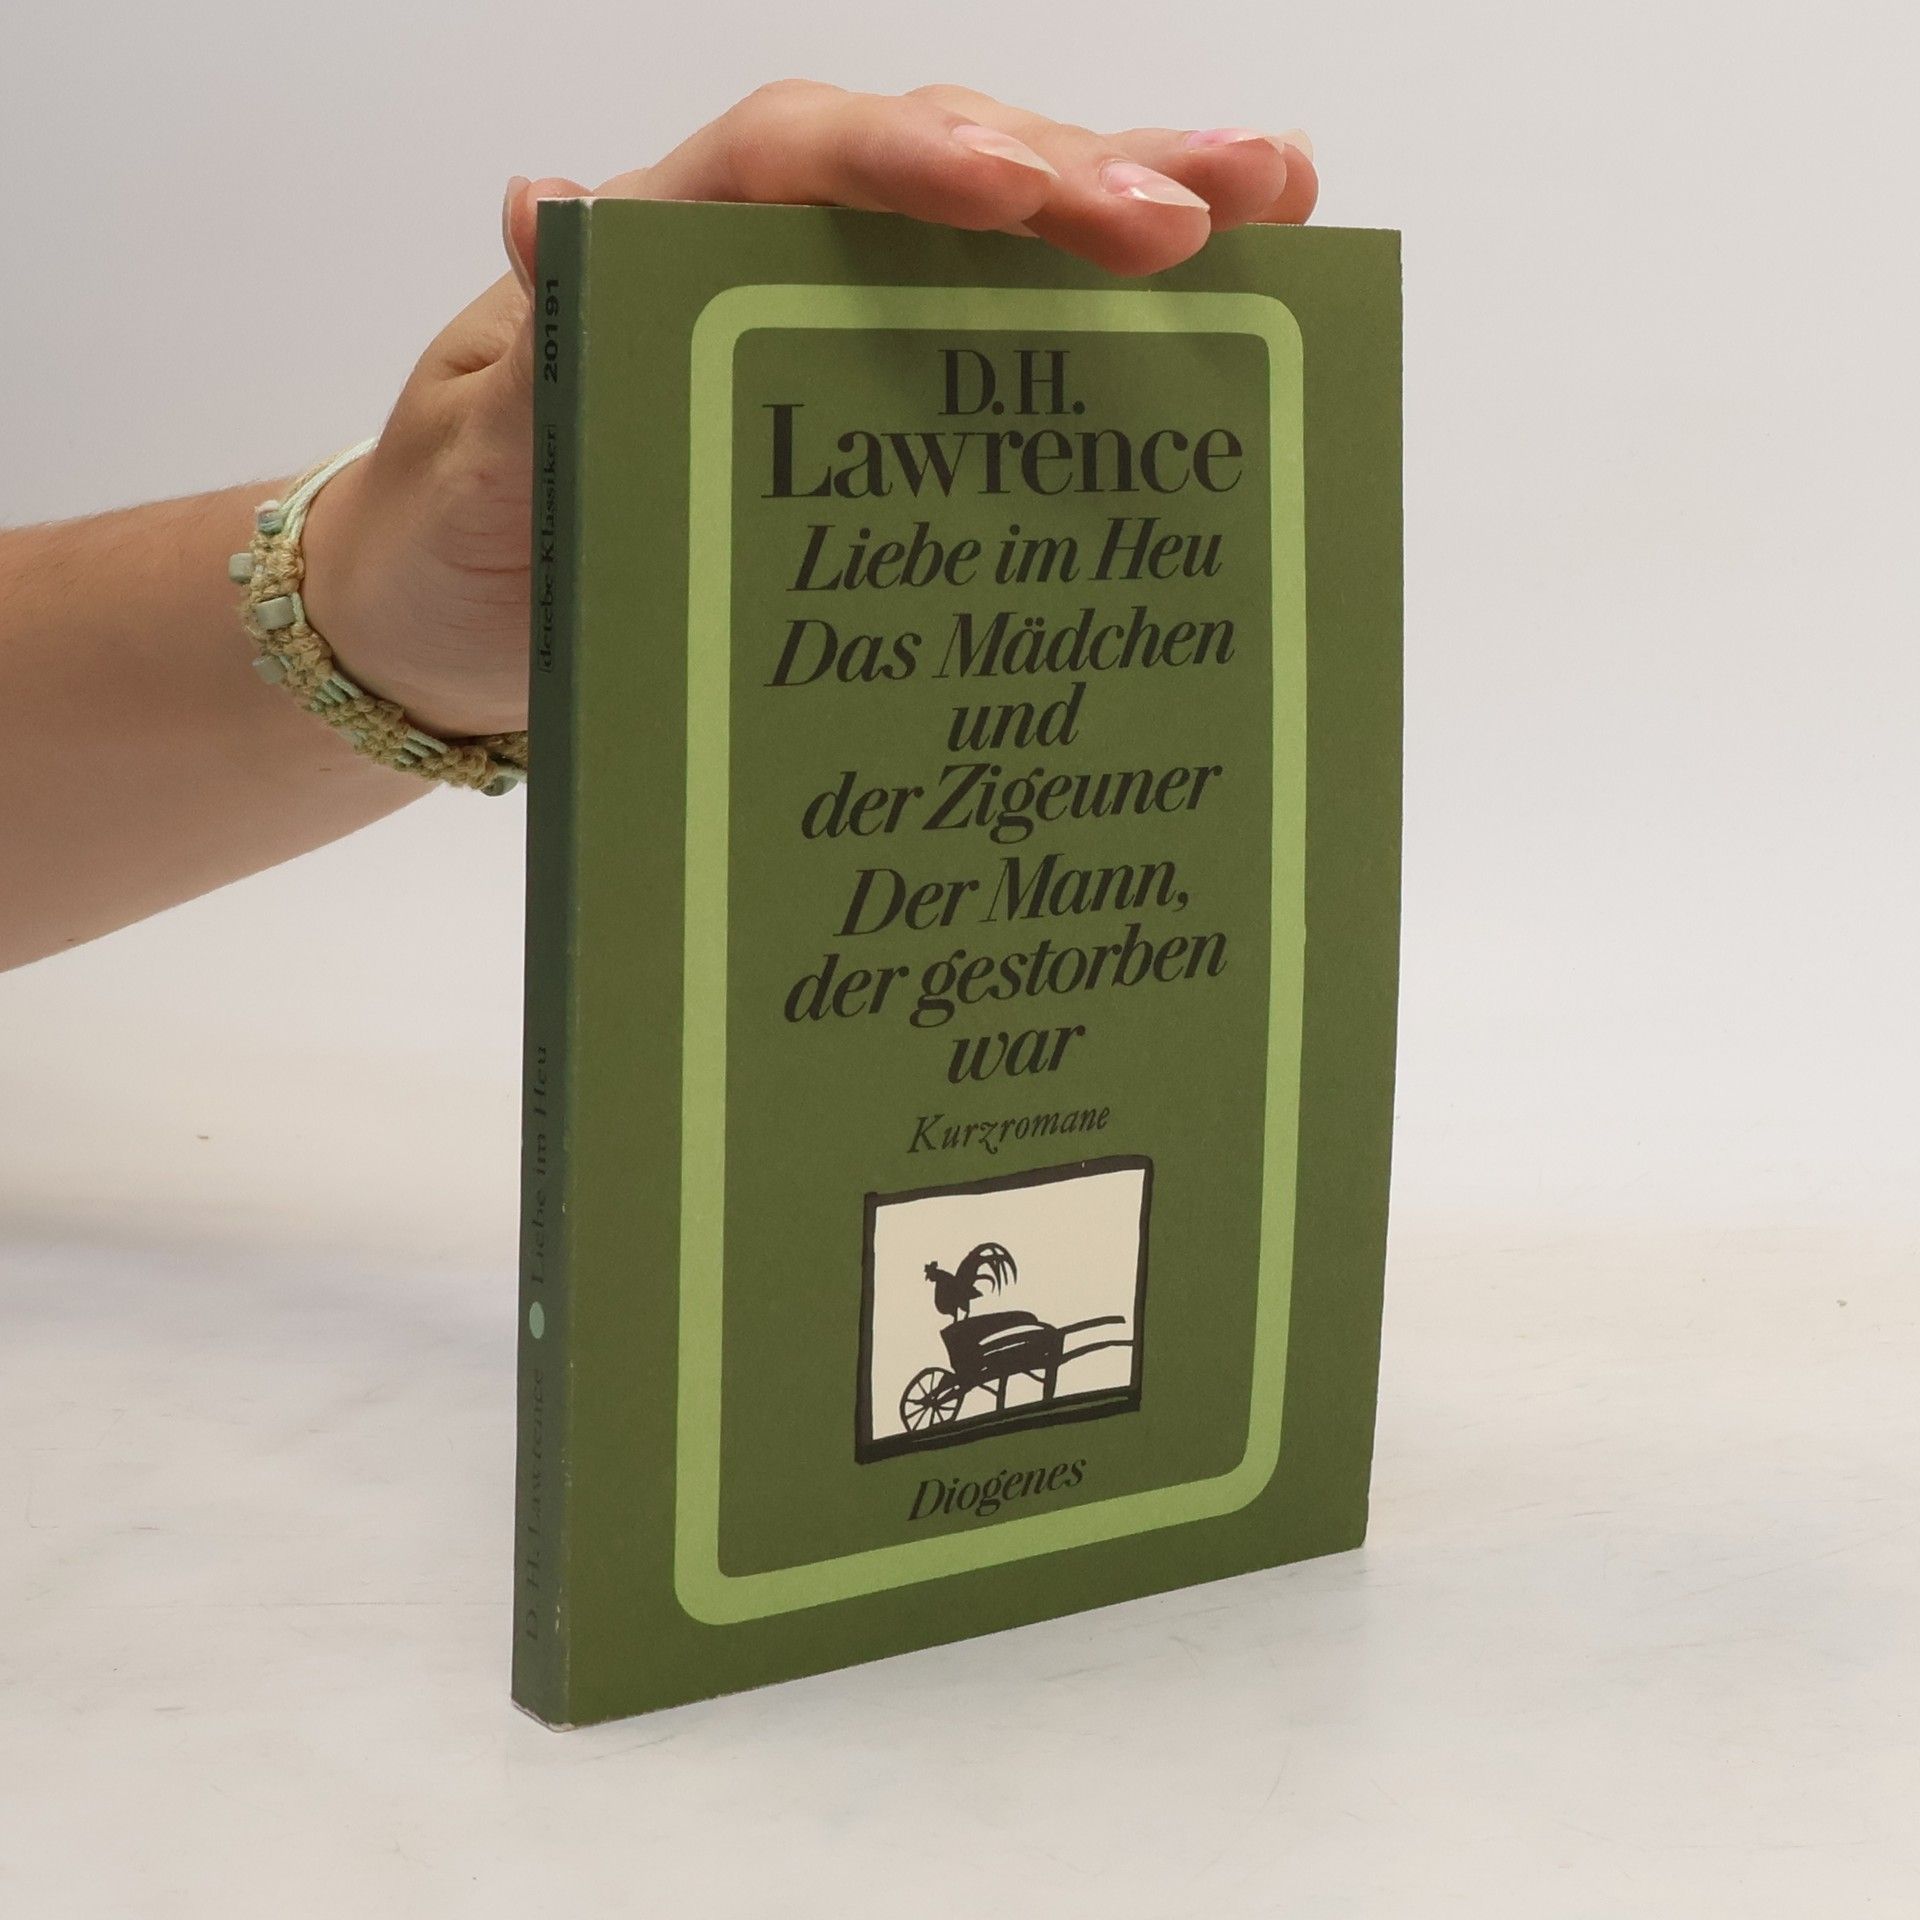 D.H.
Lawrence
Liebe im Heu
Das Mädchen
und
der Zigeuner
Der Mann,
der gestorben
war
Kurzromane
Diogenes
D. H. Lawrence ● Liebe im Heu
detebe-Klassiker 20191